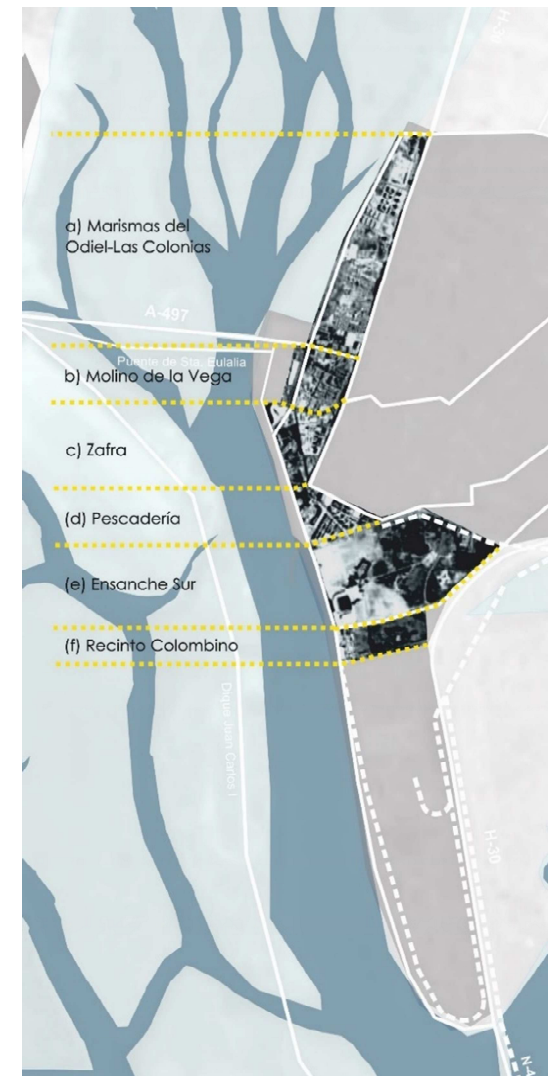 H-30
a) Marismas del
Odiel-Las Colonias
A-497
Puente de Sta. Eulalia
b) Molino de la Vega
c) Zafra
(d) Pescadería
(e) Ensanche Sur
(f) Recinto Colombino
Dique Juan Carlos I
H-30